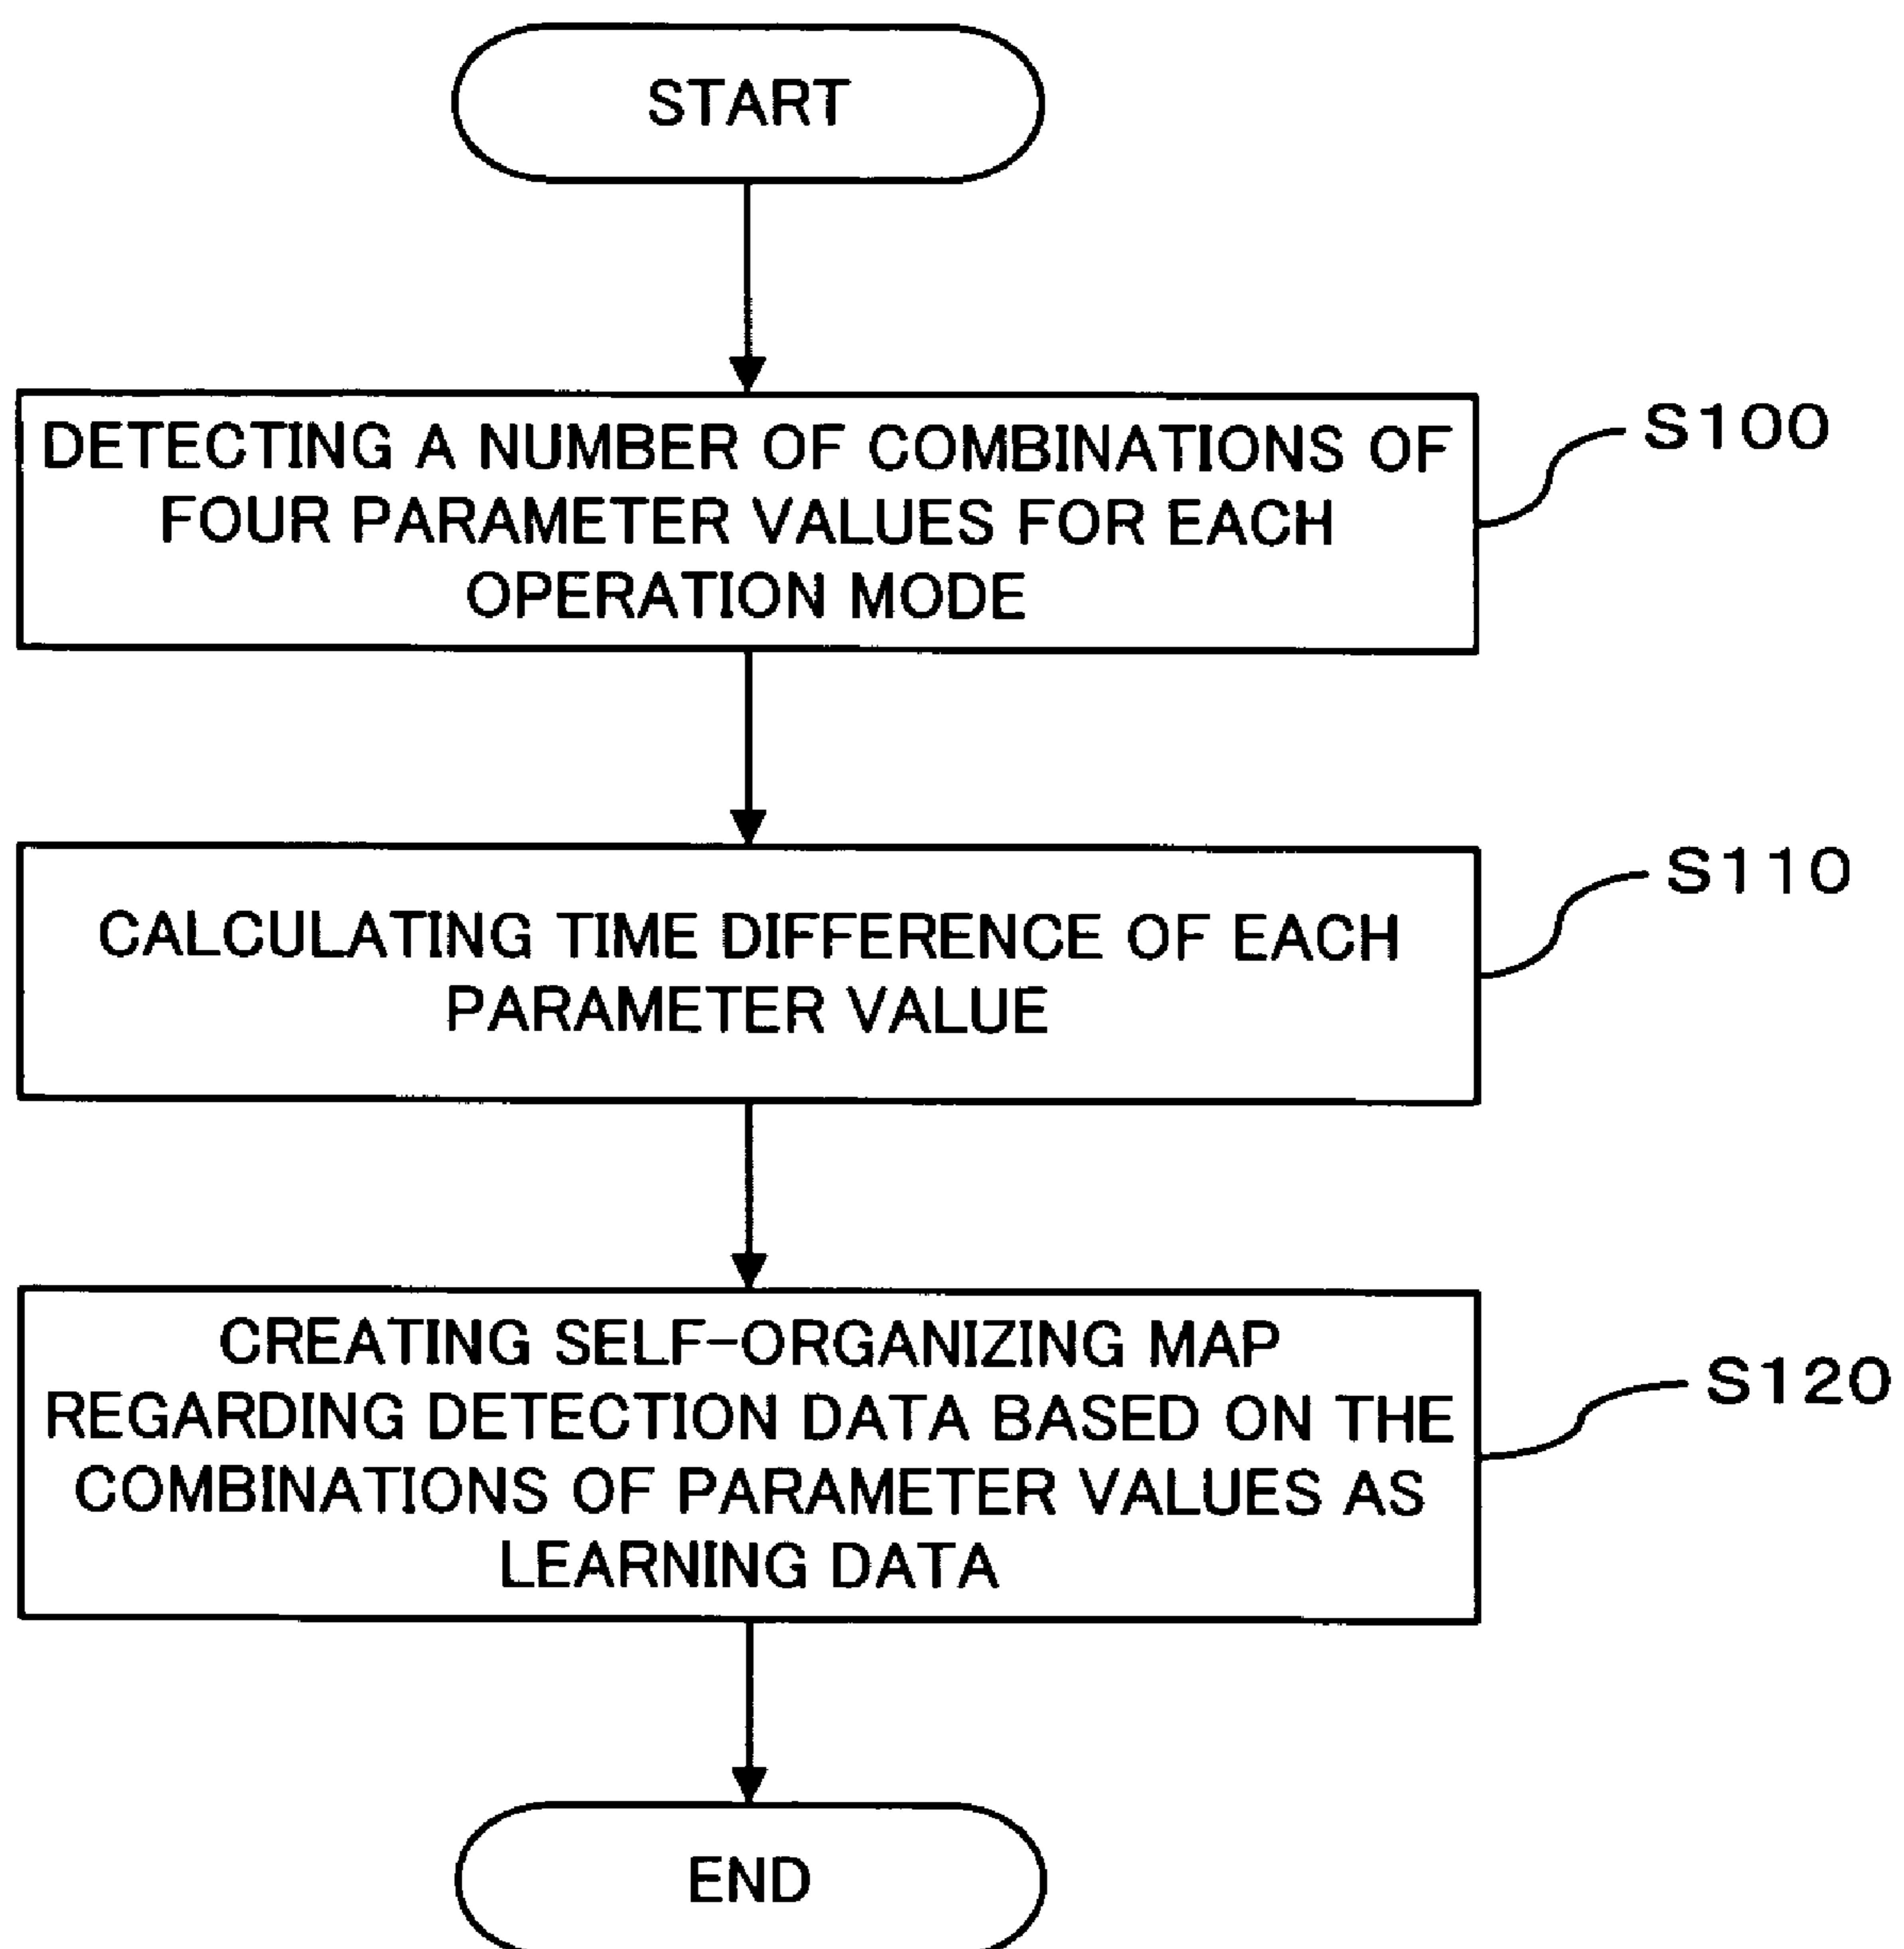 START
DETECTING A NUMBER OF COMBINATIONS OF
FOUR PARAMETER VALUES FOR EACH
OPERATION MODE
S100
CALCULATING TIME DIFFERENCE OF EACH
PARAMETER VALUE
S110
CREATING SELF-ORGANIZING MAP
REGARDING DETECTION DATA BASED ON THE
COMBINATIONS OF PARAMETER VALUES AS
LEARNING DATA
S120
END